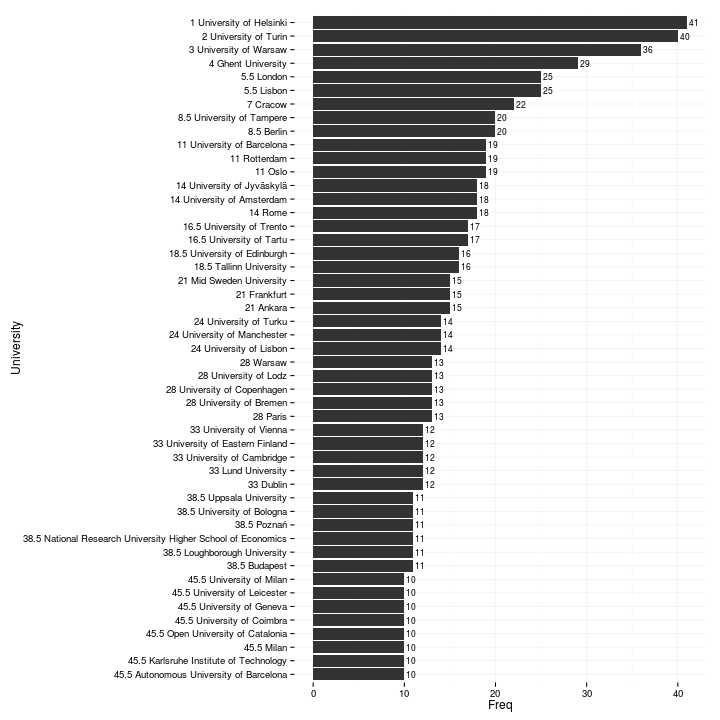 1 University of Helsinki 41
2 University of Turin 40
3 University of Warsaw 36
4 Ghent University 29
5.5 London 25
5.5 Lisbon 25
7 Cracow 22
8.5 University of Tampere 20
8.5 Berlin 20
11 University of Barcelona 19
11 Rotterdam 19
11 Oslo 19
14 University of Jyväskylä 18
14 University of Amsterdam 18
14 Rome 18
16.5 University of Trento 17
16.5 University of Tartu 17
18.5 University of Edinburgh 16
18.5 Tallinn University 16
21 Mid Sweden University 15
21 Frankfurt 15
21 Ankara 15
24 University of Turku 14
24 University of Manchester 14
24 University of Lisbon 14
28 Warsaw 13
28 University of Lodz 13
28 University of Copenhagen 13
28 University of Bremen 13
28 Paris 13
33 University of Vienna 12
33 University of Eastern Finland 12
33 University of Cambridge 12
33 Lund University 12
33 Dublin 12
38.5 Uppsala University 11
38.5 University of Bologna 11
38.5 Poznań 11
38.5 National Research University Higher School of Economics 11
38.5 Loughborough University 11
38.5 Budapest 11
45.5 University of Milan 10
45.5 University of Leicester 10
45.5 University of Geneva 10
45.5 University of Coimbra 10
45.5 Open University of Catalonia 10
45.5 Milan 10
45.5 Karlsruhe Institute of Technology 10
45.5 Autonomous University of Barcelona 10
University
0 10 20 30 40
Freq